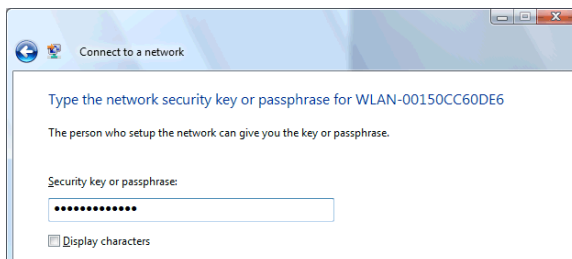 Connect to a network
Type the network security key or passphrase for WLAN-00150CC60DE6
The person who setup the network can give you the key or passphrase.
Security key or passphrase:
•••••••••••••
Display characters